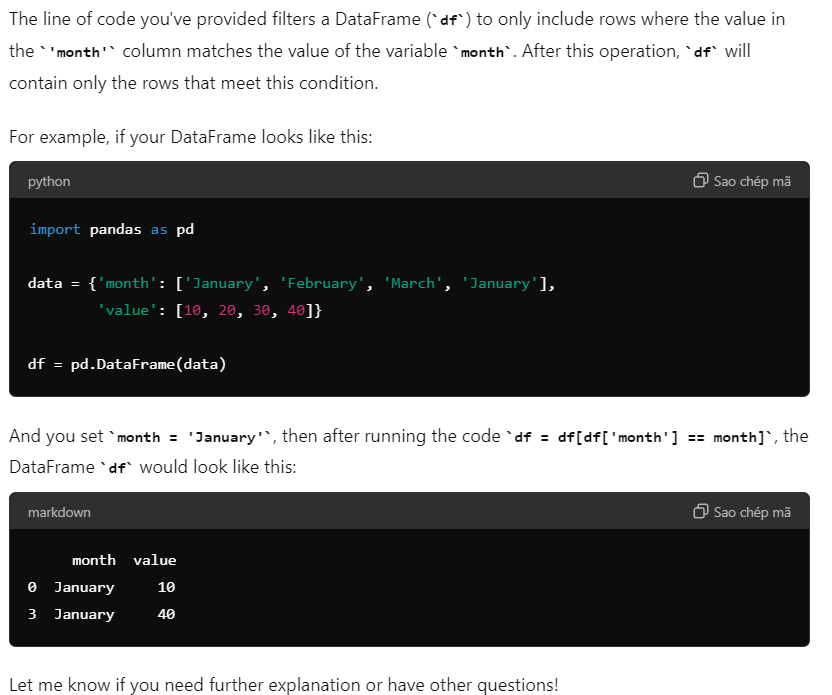 The line of code you've provided filters a DataFrame (`df`) to only include rows where the value in
the `'month'` column matches the value of the variable `month`. After this operation, `df` will
contain only the rows that meet this condition.
For example, if your DataFrame looks like this:
python
Sao chép mã
import pandas as pd
data = {'month': ['January', 'February', 'March', 'January'],
'value': [10, 20, 30, 40]}
df = pd.DataFrame(data)
And you set `month = 'January'`, then after running the code `df = df[df['month'] == month]`, the
DataFrame `df` would look like this:
markdown
Sao chép mã
month value
0 January 10
3 January 40
Let me know if you need further explanation or have other questions!